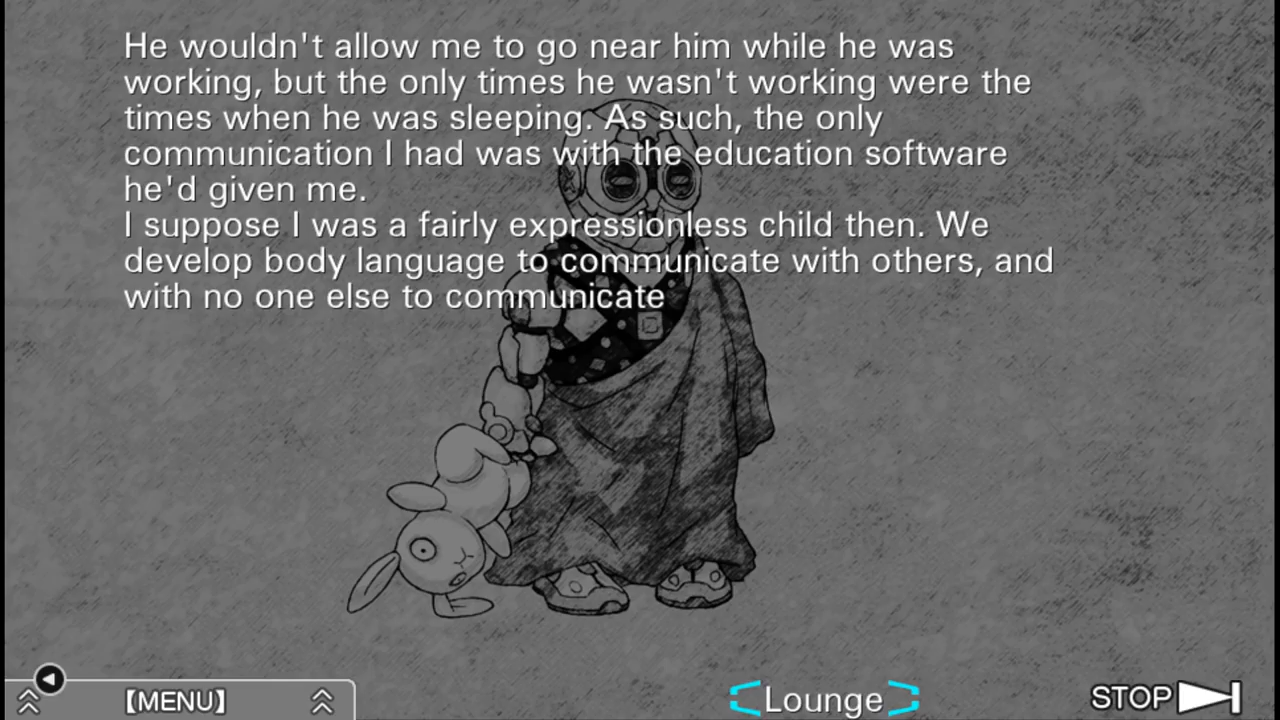 He wouldn't allow me to go near him while he was
working, but the only times he wasn't working were the
times when he was sleeping. As such, the only
communication I had was with the education software
he'd given me.
I suppose I was a fairly expressionless child then. We
develop body language to communicate with others, and
with no one else to communicate
【MENU】
Lounge
STOP